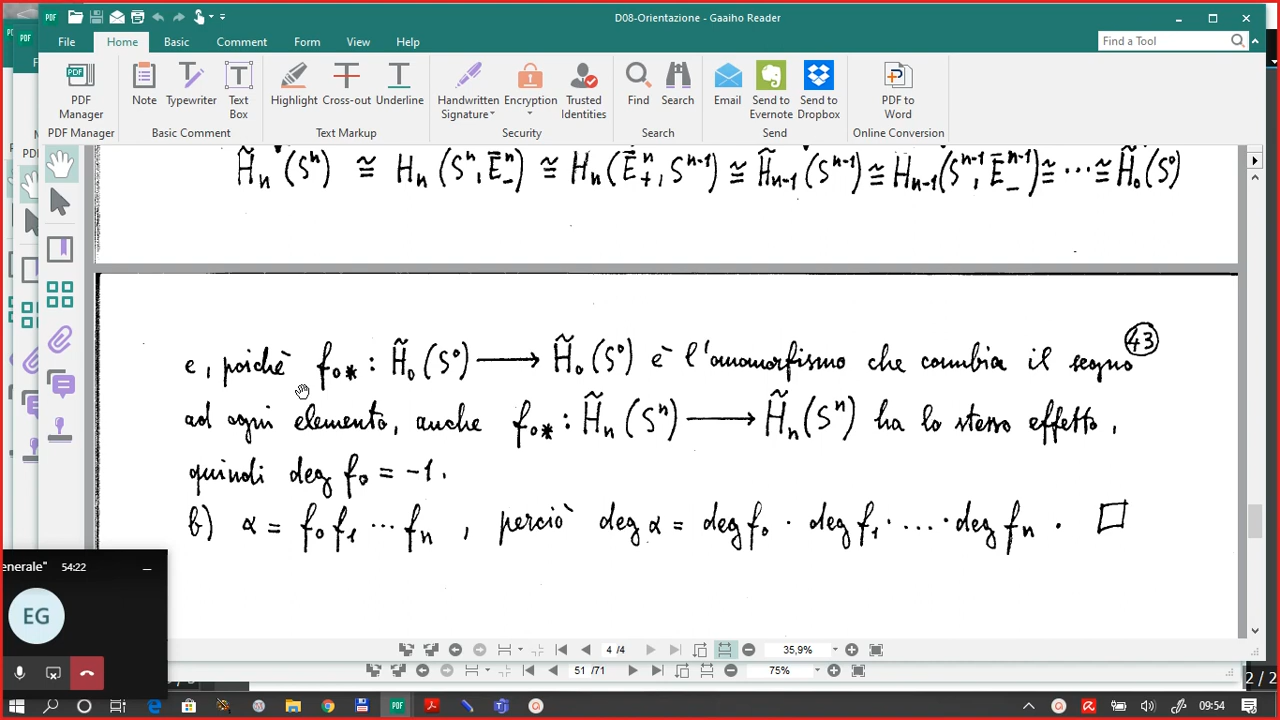 D08-Orientazione - Gaaiho Reader
File Home Basic Comment Form View Help
Find a Tool
PDF Manager Note Typewriter Text Box Highlight Cross-out Underline Handwritten Signature Encryption Trusted Identities Find Search Email Send to Evernote Send to Dropbox PDF to Word
PDF Manager Basic Comment Text Markup Security Search Send Online Conversion
H̃ₙ(Sⁿ) ≅ Hₙ(Sⁿ, Ē₋ⁿ) ≅ Hₙ(Ē₊ⁿ, Sⁿ⁻¹) ≅ H̃ₙ₋₁(Sⁿ⁻¹) ≅ Hₙ₋₁(Sⁿ⁻¹, Ē₋ⁿ⁻¹) ≅ ⋯ ≅ H̃₀(S⁰)
43
e, poichè f₀* : H̃₀(S⁰) ⟶ H̃₀(S⁰) è l'omomorfismo che cambia il segno
ad ogni elemento, anche f₀* : H̃ₙ(Sⁿ) ⟶ H̃ₙ(Sⁿ) ha lo stesso effetto,
quindi deg f₀ = -1.
b) α = f₀ f₁ ⋯ fₙ , perciò deg α = deg f₀ · deg f₁ · … · deg fₙ . □
enerale" 54:22
EG
4 /4 35,9%
51 /71 75%
2 / 2
09:54